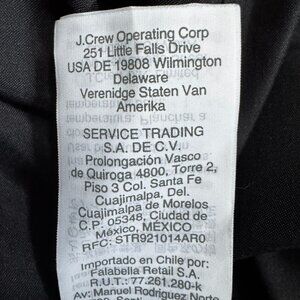 J.Crew Operating Corp
251 Little Falls Drive
USA DE 19808 Wilmington
Delaware
Verenidge Staten Van
Amerika
SERVICE TRADING
S.A. DE C.V.
Prolongación Vasco
de Quiroga 4800, Torre 2,
Piso 3 Col. Santa Fe
Cuajimalpa, Del.
Cuajimalpa de Morelos
C.P. 05348, Ciudad de
México, MÉXICO
RFC: STR921014AR0
Importado en Chile por:
Falabella Retail S.A.
R.U.T.: 77.261.280-k
Av: Manuel Rodriguez Norte